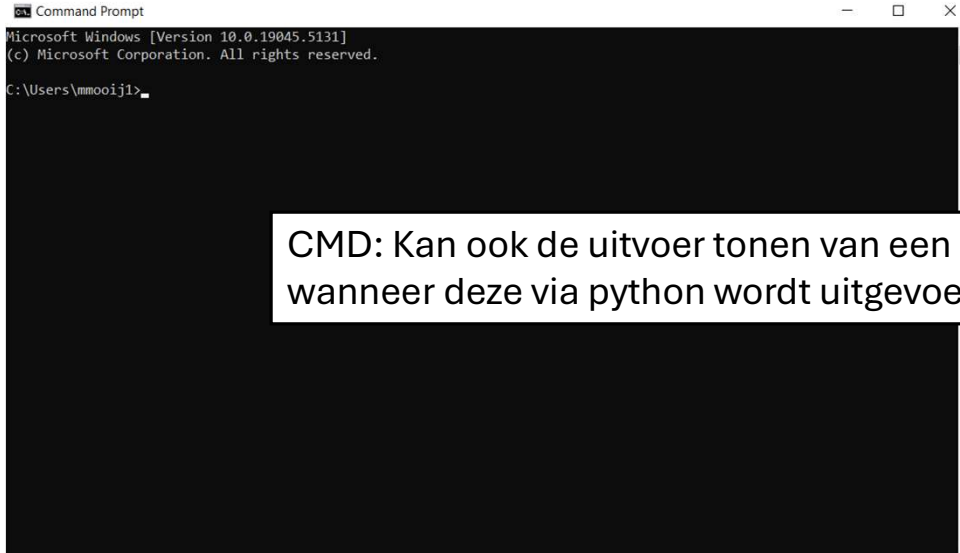 Command Prompt
Microsoft Windows [Version 10.0.19045.5131]
(c) Microsoft Corporation. All rights reserved.
C:\Users\mmooij1>
CMD: Kan ook de uitvoer tonen van een
wanneer deze via python wordt